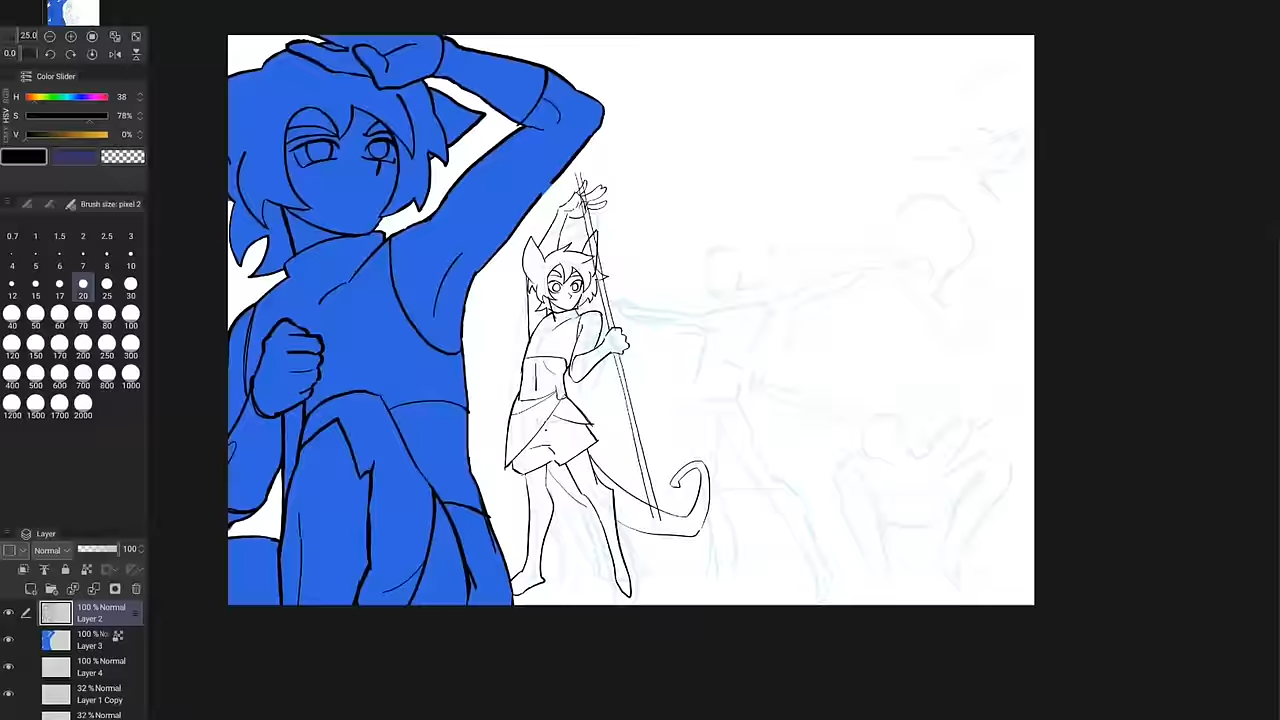 25.0
0.0
Color Slider
H 38
S 78%
V 0%
Brush size: pixel 2
0.7 1 1.5 2 2.5 3
4 5 6 7 8 10
12 15 17 20 25 30
40 50 60 70 80 100
120 150 170 200 250 300
400 500 600 700 800 1000
1200 1500 1700 2000
Layer
Normal 100
100 % Normal
Layer 2
100 % No
Layer 3
100 % Normal
Layer 4
32 % Normal
Layer 1 Copy
32 % Normal